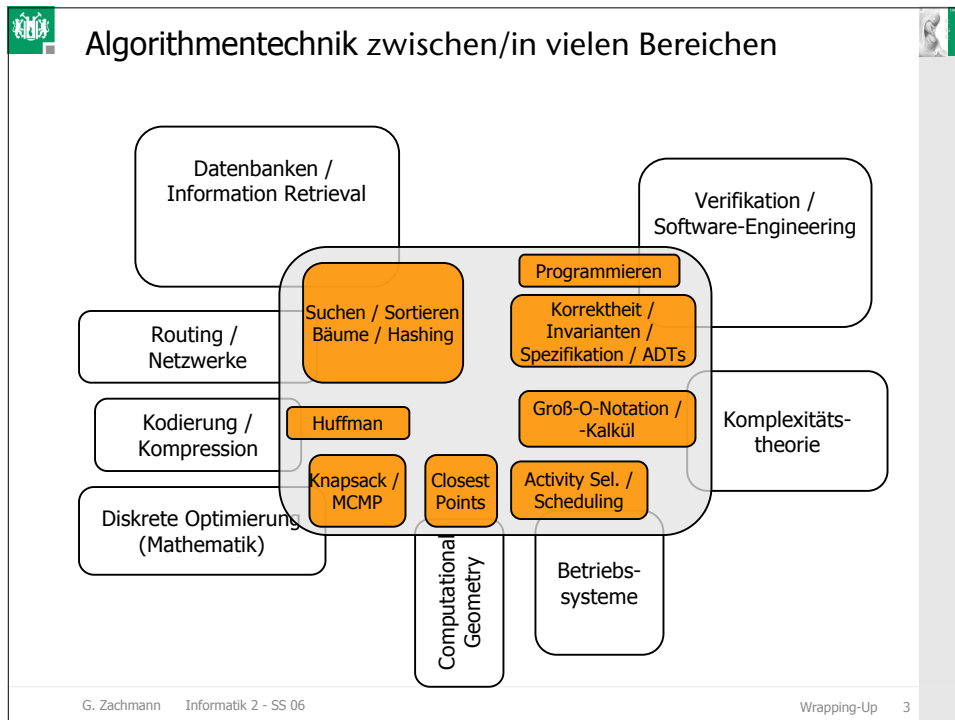 Algorithmentechnik zwischen/in vielen Bereichen
Datenbanken /
Information Retrieval
Verifikation /
Software-Engineering
Programmieren
Suchen / Sortieren
Bäume / Hashing
Korrektheit /
Invarianten /
Spezifikation / ADTs
Routing /
Netzwerke
Kodierung /
Kompression
Huffman
Groß-O-Notation /
-Kalkül
Komplexitäts-
theorie
Knapsack /
MCMP
Closest
Points
Activity Sel. /
Scheduling
Diskrete Optimierung
(Mathematik)
Computational
Geometry
Betriebs-
systeme
G. Zachmann Informatik 2 - SS 06
Wrapping-Up 3